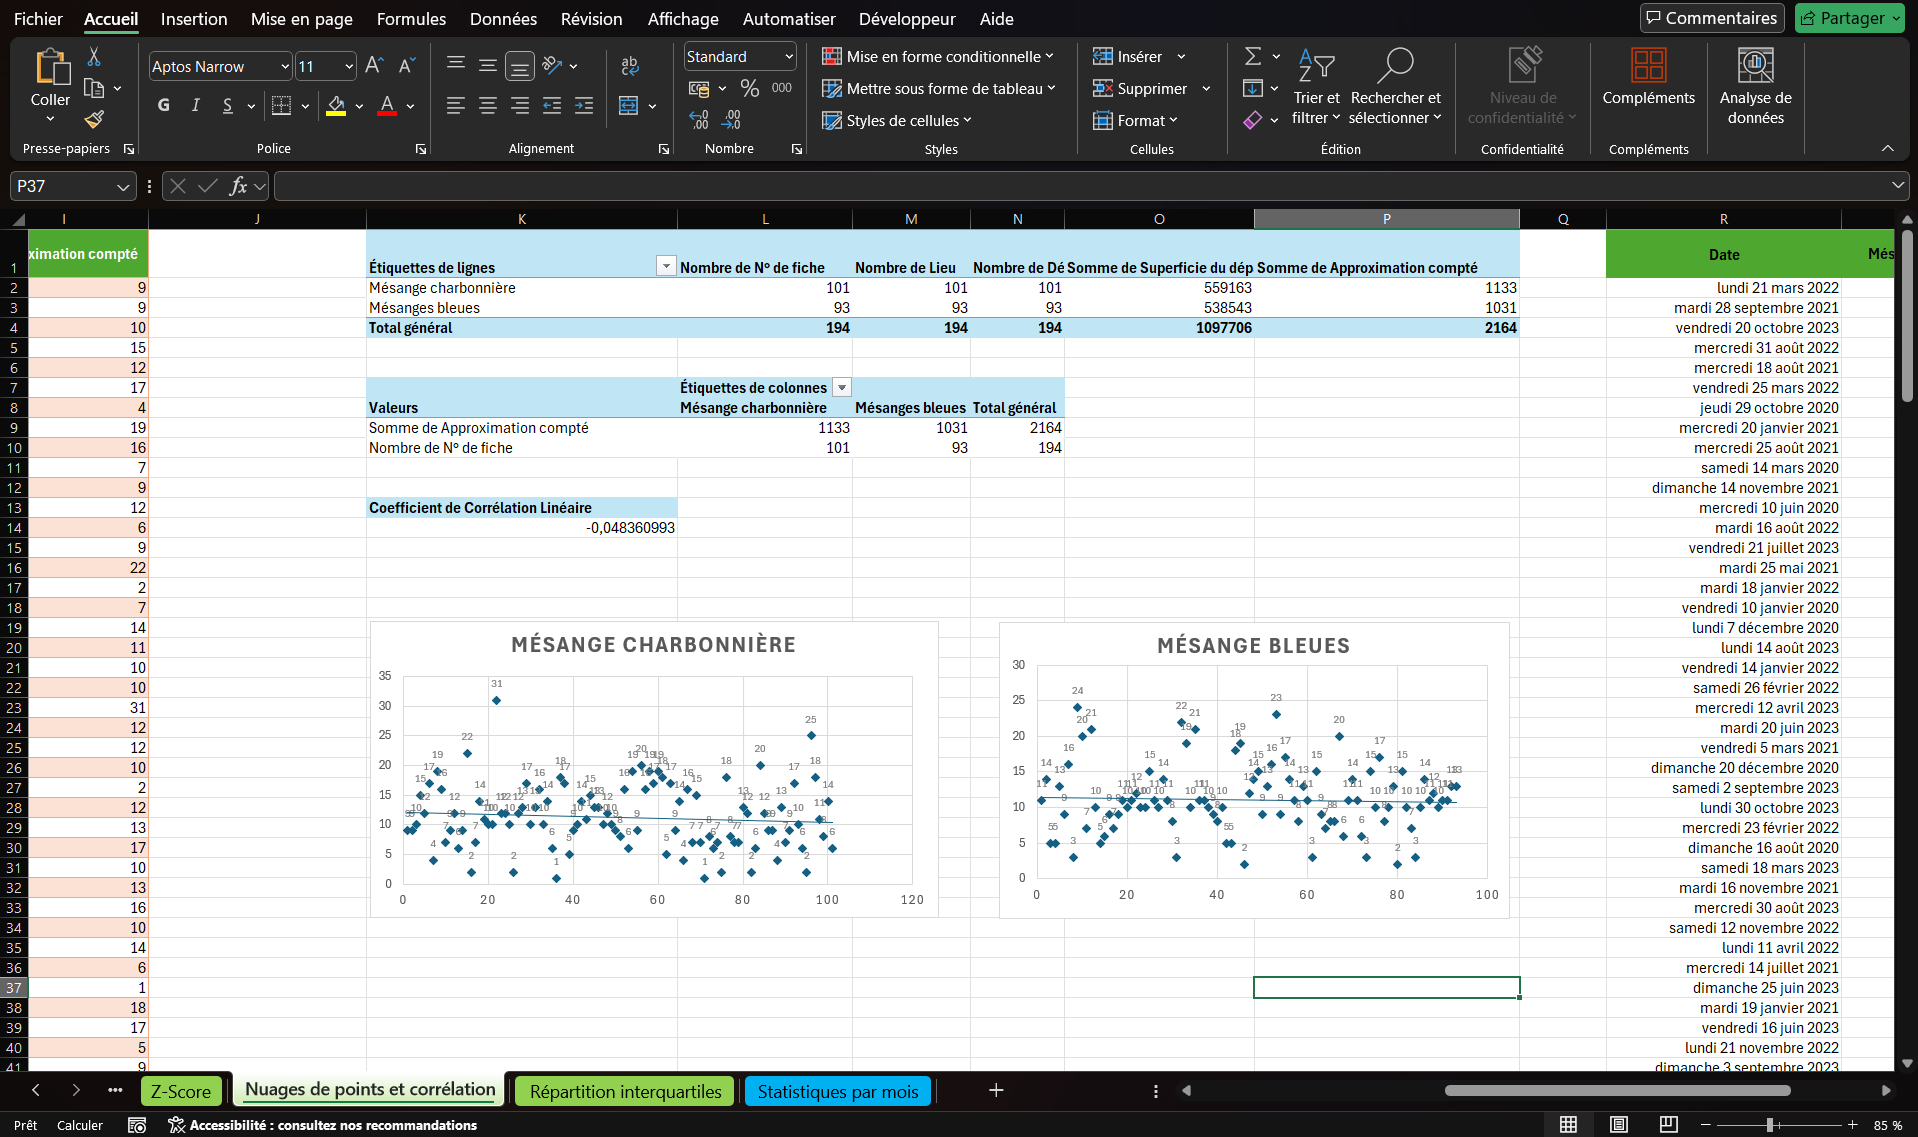 Fichier Accueil Insertion Mise en page Formules Données Révision Affichage Automatiser Développeur Aide Commentaires Partager
Coller
Presse-papiers
Aptos Narrow 11
G I S
Police
ab
Alignement
Standard
% 000
Nombre
Mise en forme conditionnelle
Mettre sous forme de tableau
Styles de cellules
Styles
Insérer
Supprimer
Format
Cellules
Trier et filtrer
Rechercher et sélectionner
Édition
Niveau de confidentialité
Confidentialité
Compléments
Compléments
Analyse de données
P37 fx
I J K L M N O P Q R
1 ximation compté Étiquettes de lignes Nombre de N° de fiche Nombre de Lieu Nombre de Dé Somme de Superficie du dép Somme de Approximation compté Date Més
2 9 Mésange charbonnière 101 101 101 559163 1133 lundi 21 mars 2022
3 9 Mésanges bleues 93 93 93 538543 1031 mardi 28 septembre 2021
4 10 Total général 194 194 194 1097706 2164 vendredi 20 octobre 2023
5 15 mercredi 31 août 2022
6 12 mercredi 18 août 2021
7 17 Étiquettes de colonnes vendredi 25 mars 2022
8 4 Valeurs Mésange charbonnière Mésanges bleues Total général jeudi 29 octobre 2020
9 19 Somme de Approximation compté 1133 1031 2164 mercredi 20 janvier 2021
10 16 Nombre de N° de fiche 101 93 194 mercredi 25 août 2021
11 7 samedi 14 mars 2020
12 9 dimanche 14 novembre 2021
13 12 Coefficient de Corrélation Linéaire mercredi 10 juin 2020
14 6 -0,048360993 mardi 16 août 2022
15 9 vendredi 21 juillet 2023
16 22 mardi 25 mai 2021
17 2 mardi 18 janvier 2022
18 7 vendredi 10 janvier 2020
19 14 lundi 7 décembre 2020
20 11 lundi 14 août 2023
21 10 vendredi 14 janvier 2022
22 10 samedi 26 février 2022
23 31 mercredi 12 avril 2023
24 12 mardi 20 juin 2023
25 12 vendredi 5 mars 2021
26 10 dimanche 20 décembre 2020
27 2 samedi 2 septembre 2023
28 12 lundi 30 octobre 2023
29 13 mercredi 23 février 2022
30 17 dimanche 16 août 2020
31 10 samedi 18 mars 2023
32 13 mardi 16 novembre 2021
33 16 mercredi 30 août 2023
34 10 samedi 12 novembre 2022
35 14 lundi 11 avril 2022
36 6 mercredi 14 juillet 2021
37 1 dimanche 25 juin 2023
38 18 mardi 19 janvier 2021
39 17 vendredi 16 juin 2023
40 5 lundi 21 novembre 2022
41 9 dimanche 3 septembre 2023
MÉSANGE CHARBONNIÈRE
35
30
25
20
15
10
5
0
0 20 40 60 80 100 120
MÉSANGE BLEUES
30
25
20
15
10
5
0
0 20 40 60 80 100
Z-Score Nuages de points et corrélation Répartition interquartiles Statistiques par mois
Prêt Calculer Accessibilité : consultez nos recommandations 85 %